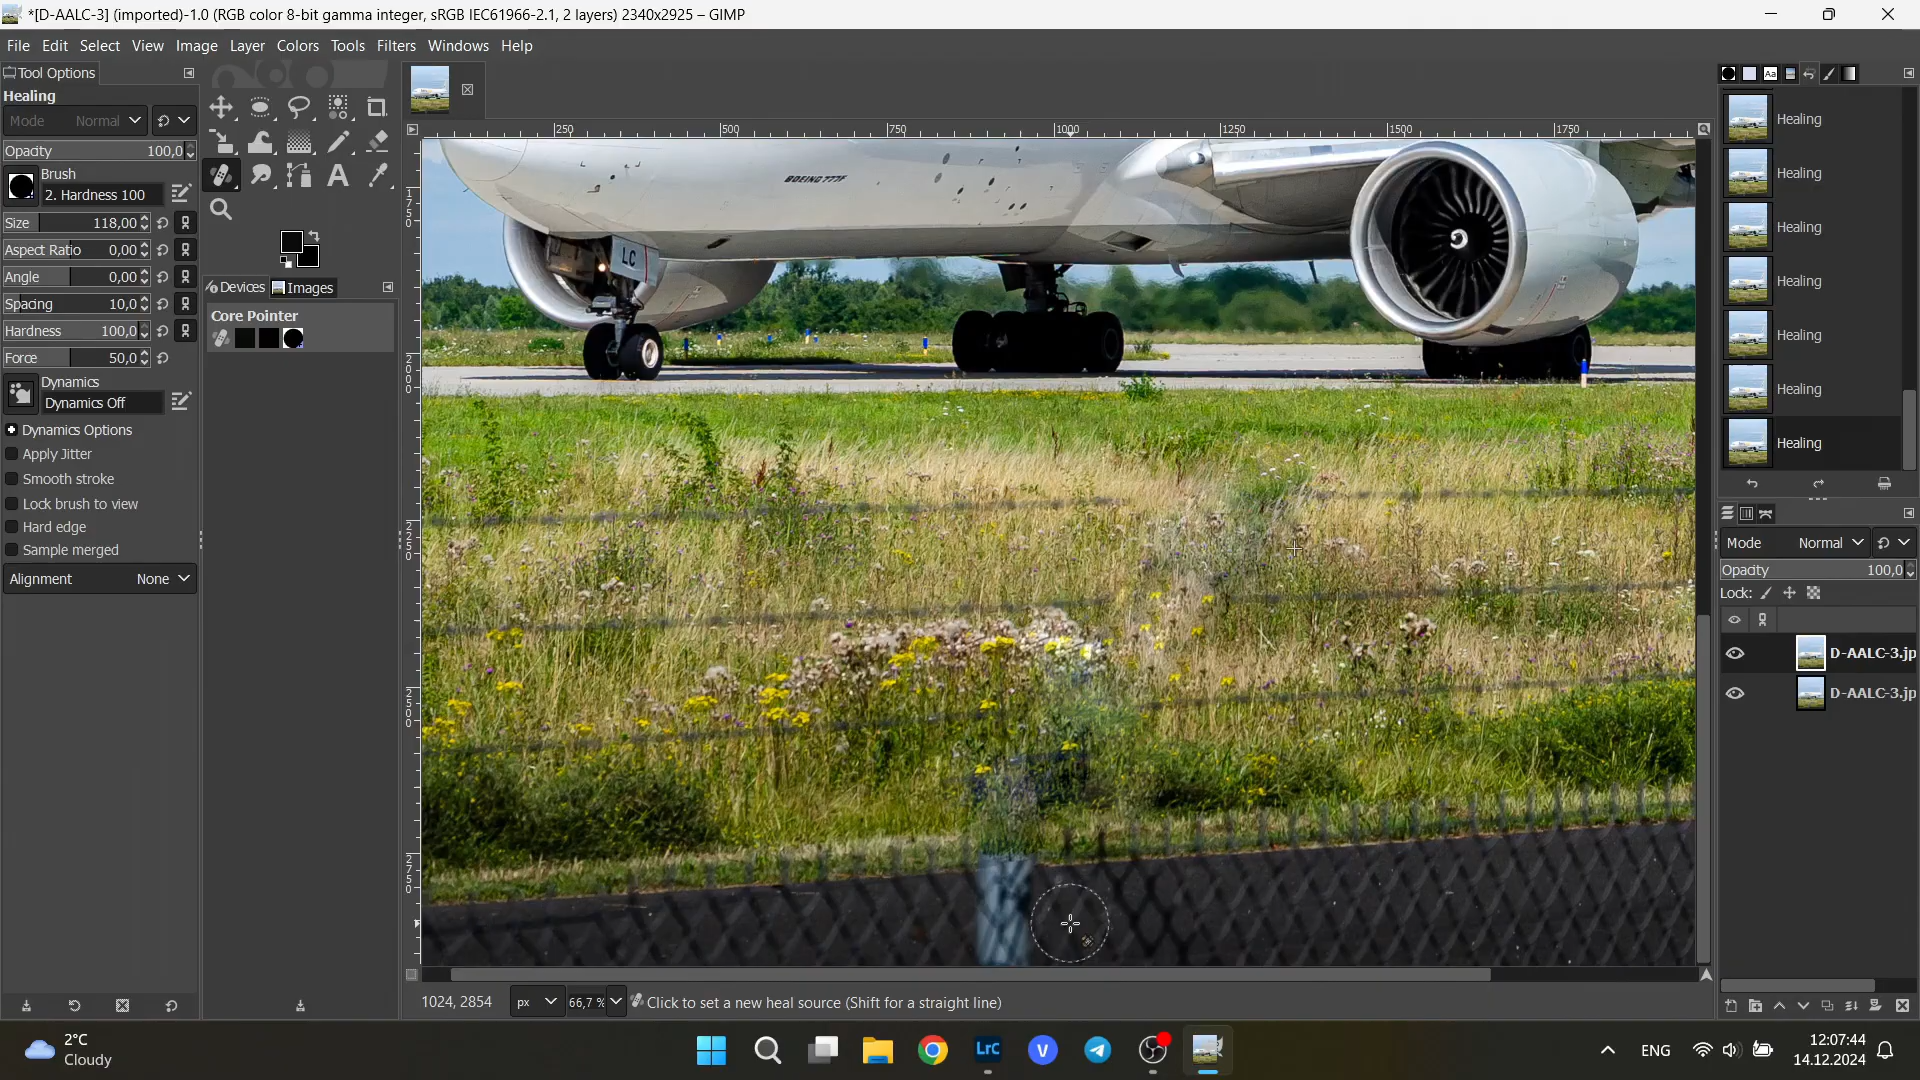 *[D-AALC-3] (imported)-1.0 (RGB color 8-bit gamma integer, sRGB IEC61966-2.1, 2 layers) 2340x2925 – GIMP
File Edit Select View Image Layer Colors Tools Filters Windows Help
Tool Options
Healing
Mode Normal
Opacity 100,0
Brush
2. Hardness 100
Size 118,00
Aspect Ratio 0,00
Angle 0,00
Spacing 10,0
Hardness 100,0
Force 50,0
Dynamics
Dynamics Off
Dynamics Options
Apply Jitter
Smooth stroke
Lock brush to view
Hard edge
Sample merged
Alignment None
Devices Images
Core Pointer
250 500 750 1000 1250 1500 1750
1750
2000
2250
2500
2750
BOEING 777F
LC
1024, 2854 px 66,7 % Click to set a new heal source (Shift for a straight line)
Aa
Healing
Healing
Healing
Healing
Healing
Healing
Healing
Mode Normal
Opacity 100,0
Lock:
D-AALC-3.jp
D-AALC-3.jp
2°C
Cloudy
LrC
V
ENG
12:07:44
14.12.2024